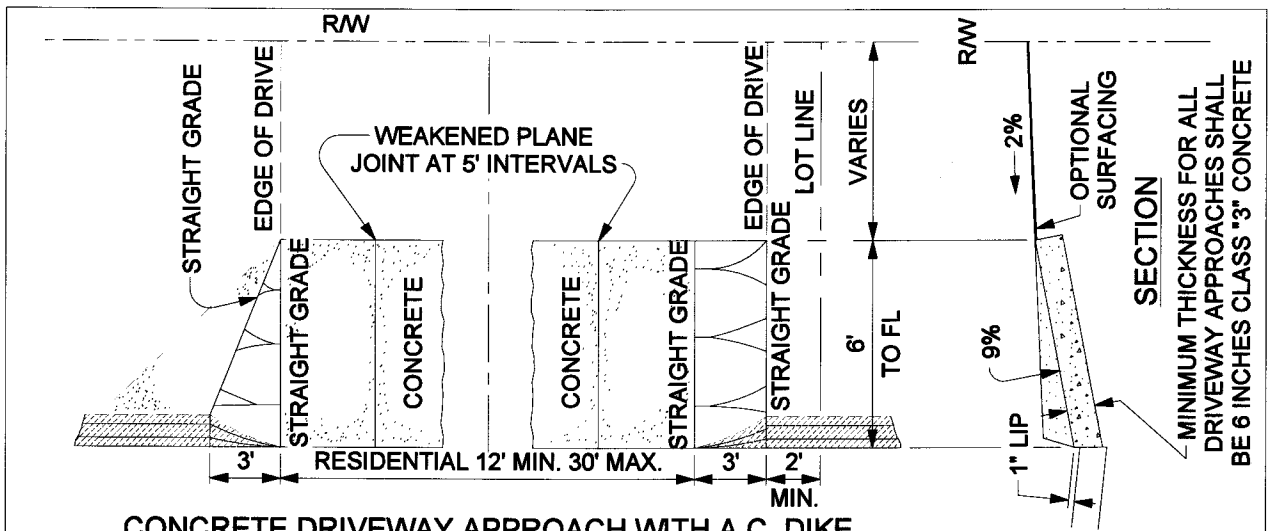 R/W
STRAIGHT GRADE
EDGE OF DRIVE
WEAKENED PLANE
JOINT AT 5' INTERVALS
EDGE OF DRIVE
LOT LINE
VARIES
R/W
2%
OPTIONAL
SURFACING
SECTION
MINIMUM THICKNESS FOR ALL
DRIVEWAY APPROACHES SHALL
BE 6 INCHES CLASS "3" CONCRETE
STRAIGHT GRADE
CONCRETE
CONCRETE
STRAIGHT GRADE
STRAIGHT GRADE
6'
TO FL
9%
1" LIP
3'
RESIDENTIAL 12' MIN. 30' MAX.
3'
2'
MIN.
CONCRETE DRIVEWAY APPROACH WITH A.C. DIKE